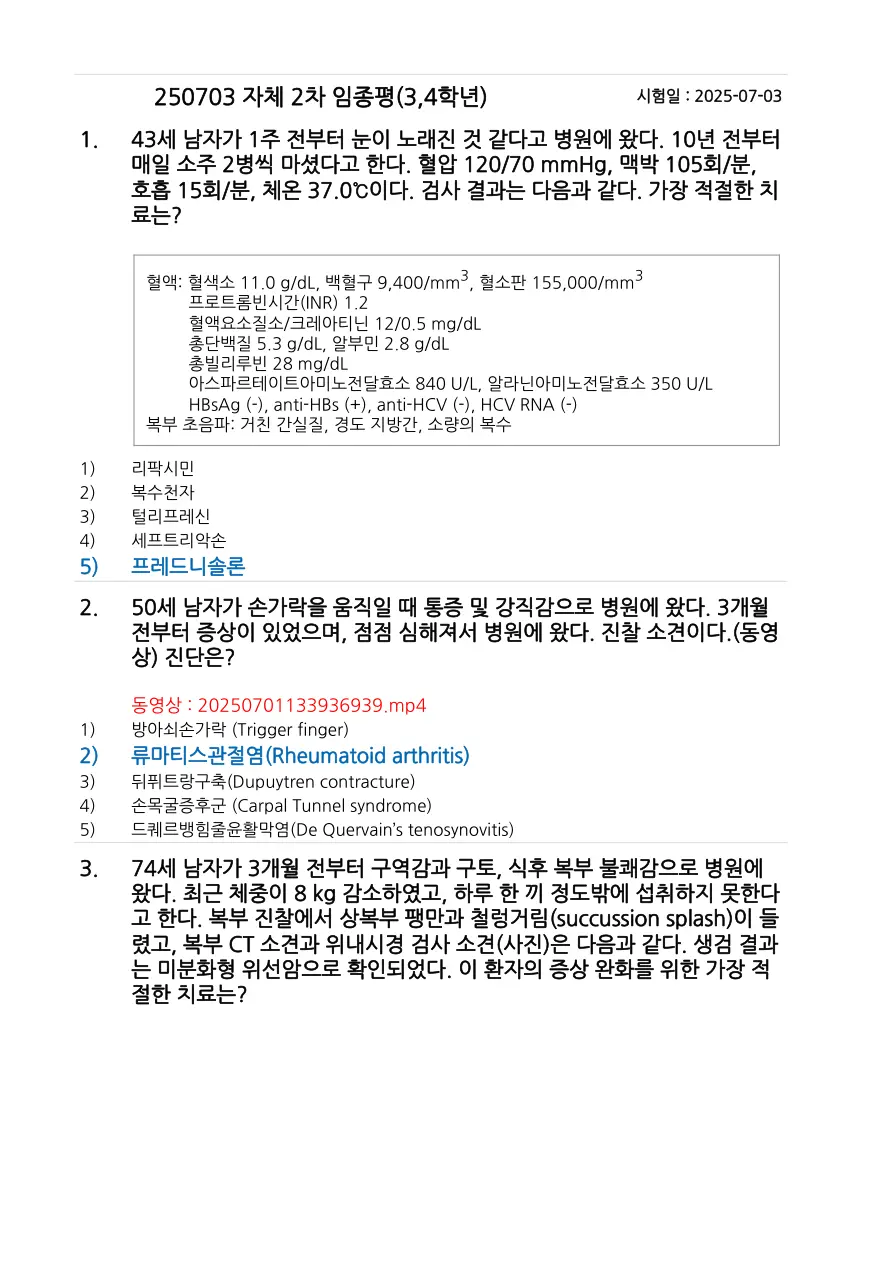 250703 자체 2차 임종평(3,4학년)
시험일 : 2025-07-03
1. 43세 남자가 1주 전부터 눈이 노래진 것 같다고 병원에 왔다. 10년 전부터
매일 소주 2병씩 마셨다고 한다. 혈압 120/70 mmHg, 맥박 105회/분,
호흡 15회/분, 체온 37.0℃이다. 검사 결과는 다음과 같다. 가장 적절한 치
료는?
혈액: 혈색소 11.0 g/dL, 백혈구 9,400/mm³, 혈소판 155,000/mm³
프로트롬빈시간(INR) 1.2
혈액요소질소/크레아티닌 12/0.5 mg/dL
총단백질 5.3 g/dL, 알부민 2.8 g/dL
총빌리루빈 28 mg/dL
아스파르테이트아미노전달효소 840 U/L, 알라닌아미노전달효소 350 U/L
HBsAg (-), anti-HBs (+), anti-HCV (-), HCV RNA (-)
복부 초음파: 거친 간실질, 경도 지방간, 소량의 복수
1) 리팍시민
2) 복수천자
3) 털리프레신
4) 세프트리악손
5) 프레드니솔론
2. 50세 남자가 손가락을 움직일 때 통증 및 강직감으로 병원에 왔다. 3개월
전부터 증상이 있었으며, 점점 심해져서 병원에 왔다. 진찰 소견이다.(동영
상) 진단은?
동영상 : 20250701133936939.mp4
1) 방아쇠손가락 (Trigger finger)
2) 류마티스관절염(Rheumatoid arthritis)
3) 뒤퓌트랑구축(Dupuytren contracture)
4) 손목굴증후군 (Carpal Tunnel syndrome)
5) 드퀘르뱅힘줄윤활막염(De Quervain’s tenosynovitis)
3. 74세 남자가 3개월 전부터 구역감과 구토, 식후 복부 불쾌감으로 병원에
왔다. 최근 체중이 8 kg 감소하였고, 하루 한 끼 정도밖에 섭취하지 못한다
고 한다. 복부 진찰에서 상복부 팽만과 철렁거림(succussion splash)이 들
렸고, 복부 CT 소견과 위내시경 검사 소견(사진)은 다음과 같다. 생검 결과
는 미분화형 위선암으로 확인되었다. 이 환자의 증상 완화를 위한 가장 적
절한 치료는?